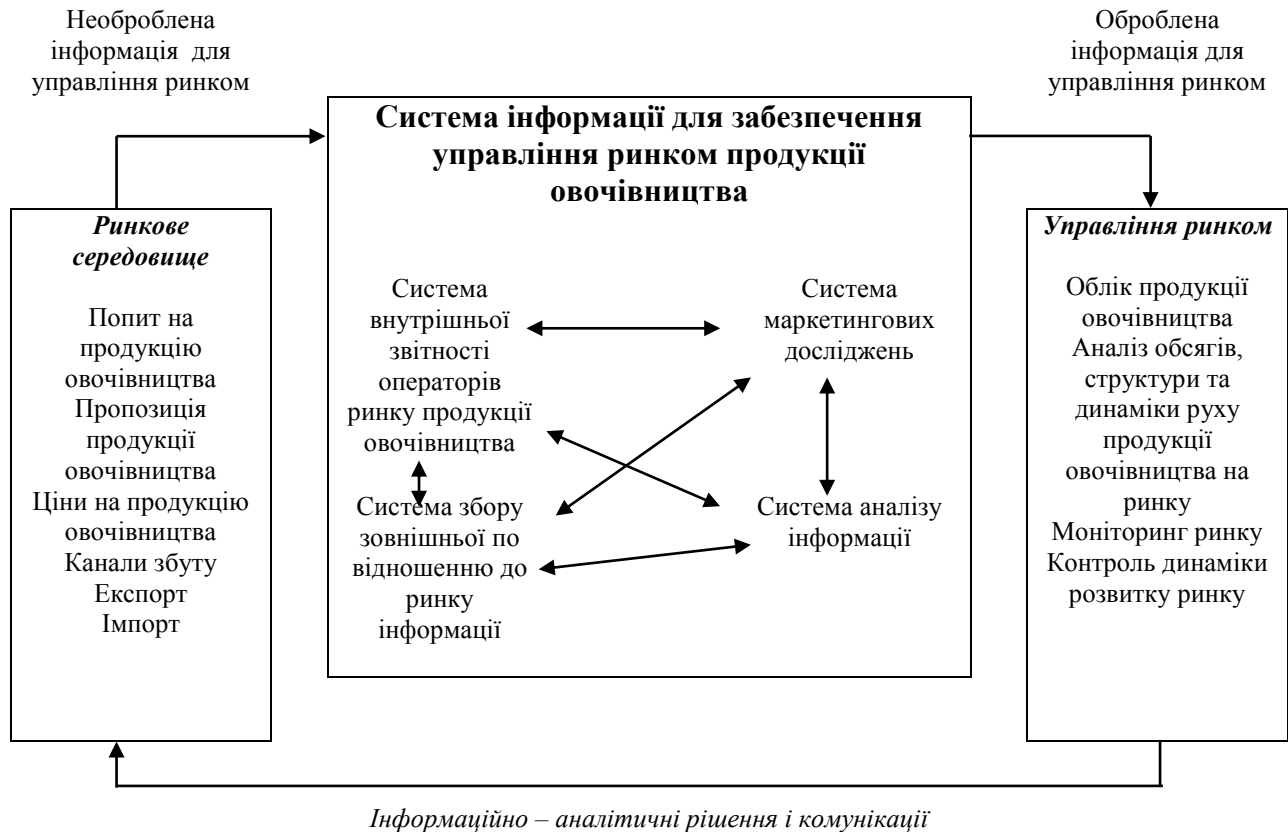 Необроблена
інформація для
управління ринком
Оброблена
інформація для
управління ринком
Система інформації для забезпечення
управління ринком продукції
овочівництва
Ринкове
середовище
Попит на
продукцію
овочівництва
Пропозиція
продукції
овочівництва
Ціни на продукцію
овочівництва
Канали збуту
Експорт
Імпорт
Система
внутрішньої
звітності
операторів
ринку продукції
овочівництва
Система
маркетингових
досліджень
Система збору
зовнішньої по
відношенню до
ринку
інформації
Система аналізу
інформації
Управління ринком
Облік продукції
овочівництва
Аналіз обсягів,
структури та
динаміки руху
продукції
овочівництва на
ринку
Моніторинг ринку
Контроль динаміки
розвитку ринку
Інформаційно – аналітичні рішення і комунікації